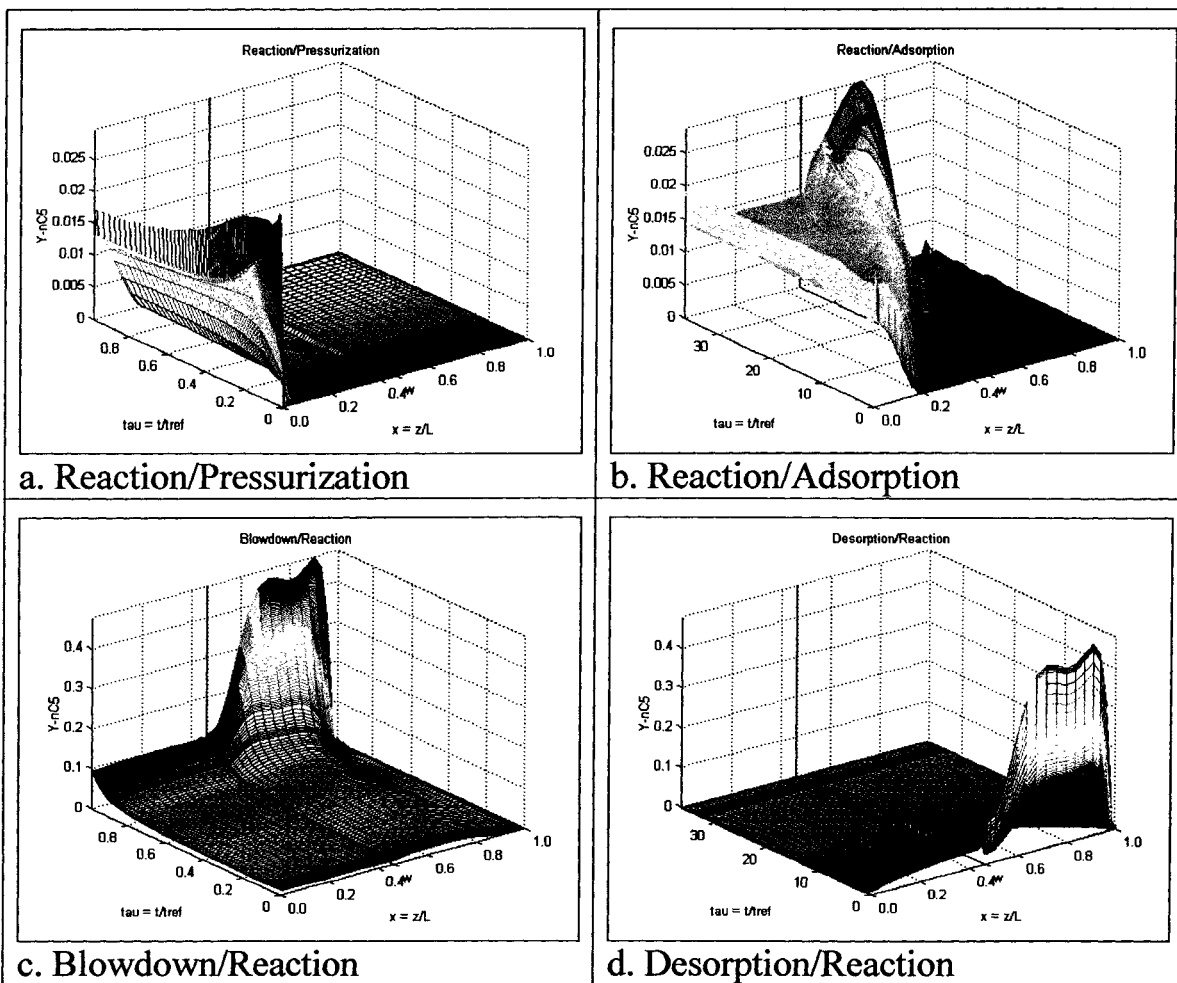 Reaction/Pressurization
Y-nC5
0.025
0.02
0.015
0.01
0.005
0
0.8
0.6
0.4
0.2
0
0.0
0.2
0.4
w
0.6
0.8
1.0
tau = t/tref
x = z/L
a. Reaction/Pressurization
Reaction/Adsorption
Y-nC5
0.025
0.02
0.015
0.01
0.005
0
30
20
10
0
0.0
0.2
0.4
w
0.6
0.8
1.0
tau = t/tref
x = z/L
b. Reaction/Adsorption
Blowdown/Reaction
Y-nC5
0.4
0.3
0.2
0.1
0
0.8
0.6
0.4
0.2
0
0.0
0.2
0.4
w
0.6
0.8
1.0
tau = t/tref
x = z/L
c. Blowdown/Reaction
Desorption/Reaction
Y-nC5
0.4
0.3
0.2
0.1
0
30
20
10
0
0.0
0.2
0.4
w
0.6
0.8
1.0
tau = t/tref
x = z/L
d. Desorption/Reaction